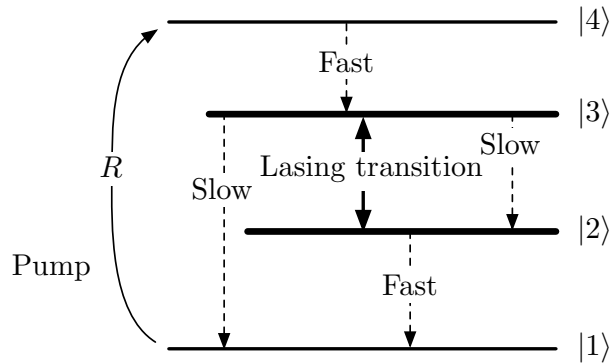 |4⟩
Fast
|3⟩
Slow
Lasing transition
R
Slow
|2⟩
Pump
Fast
|1⟩